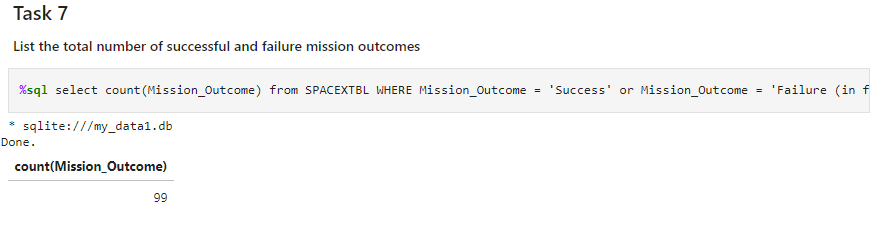 Task 7
List the total number of successful and failure mission outcomes
%sql select count(Mission_Outcome) from SPACEXTBL WHERE Mission_Outcome = 'Success' or Mission_Outcome = 'Failure (in f
* sqlite:///my_data1.db
Done.
count(Mission_Outcome)
99